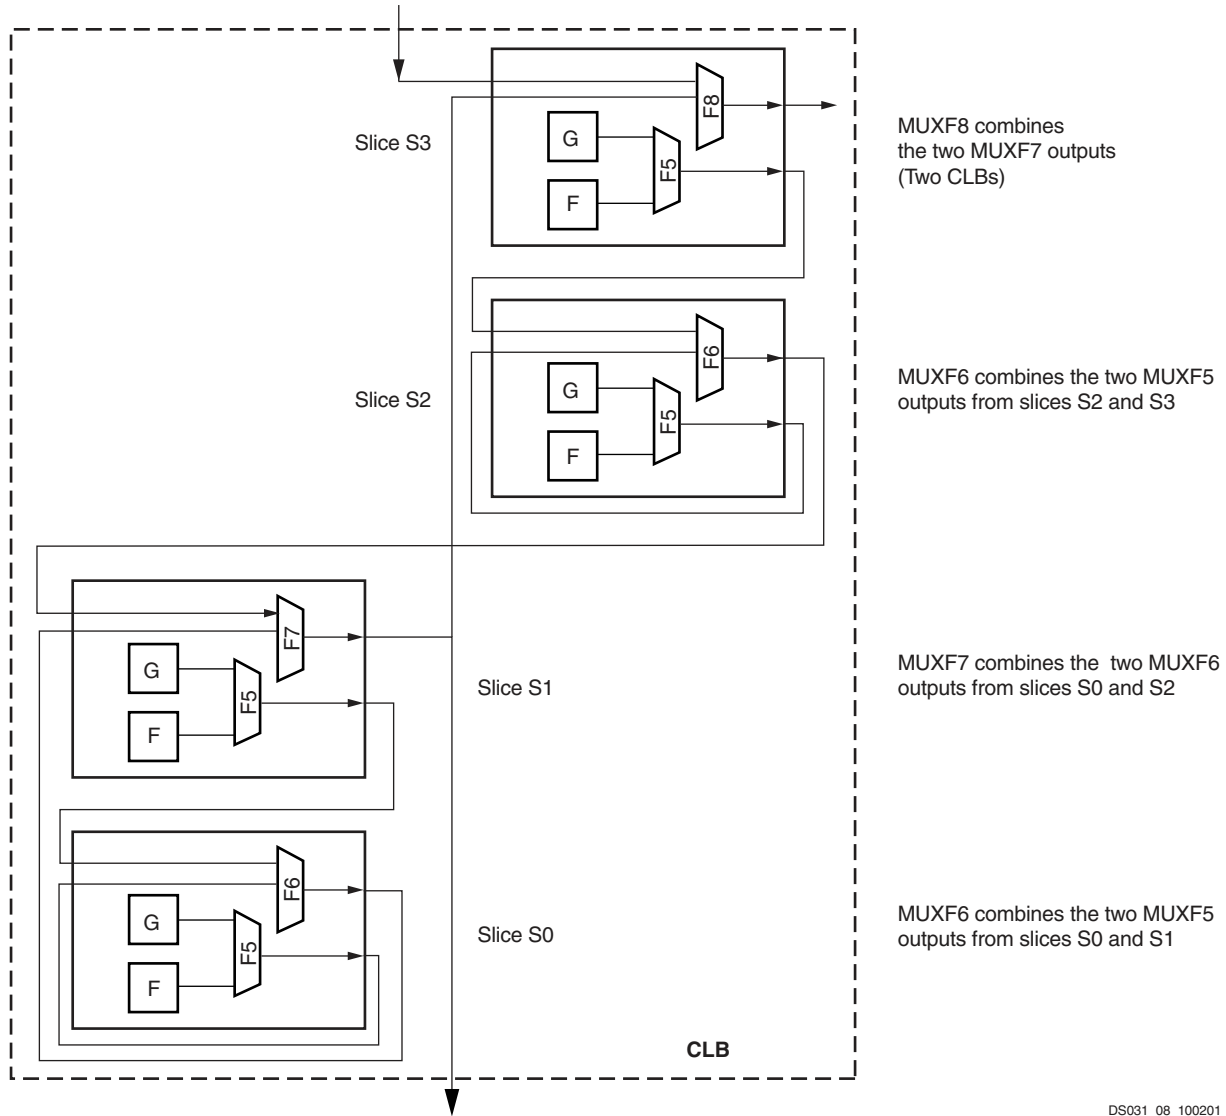 F8
Slice S3
G
F5
F
MUXF8 combines
the two MUXF7 outputs
(Two CLBs)
F6
Slice S2
G
F5
F
MUXF6 combines the two MUXF5
outputs from slices S2 and S3
F7
G
F5
F
Slice S1
MUXF7 combines the two MUXF6
outputs from slices S0 and S2
F6
G
F5
F
Slice S0
MUXF6 combines the two MUXF5
outputs from slices S0 and S1
CLB
DS031_08_100201